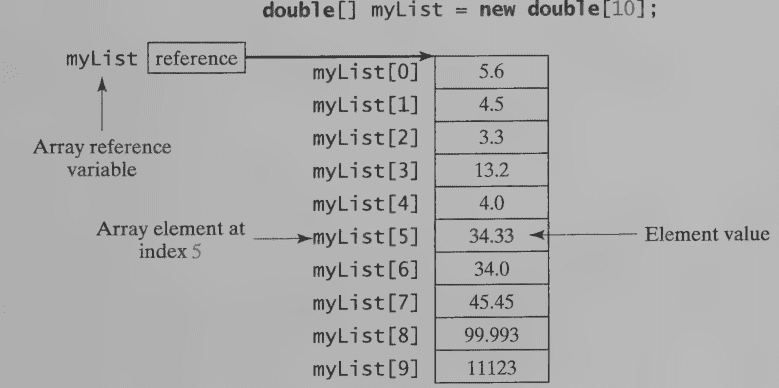 double[] myList = new double[10];
myList reference
myList[0] 5.6
myList[1] 4.5
Array reference
variable
myList[2] 3.3
myList[3] 13.2
myList[4] 4.0
Array element at
index 5
myList[5] 34.33 Element value
myList[6] 34.0
myList[7] 45.45
myList[8] 99.993
myList[9] 11123